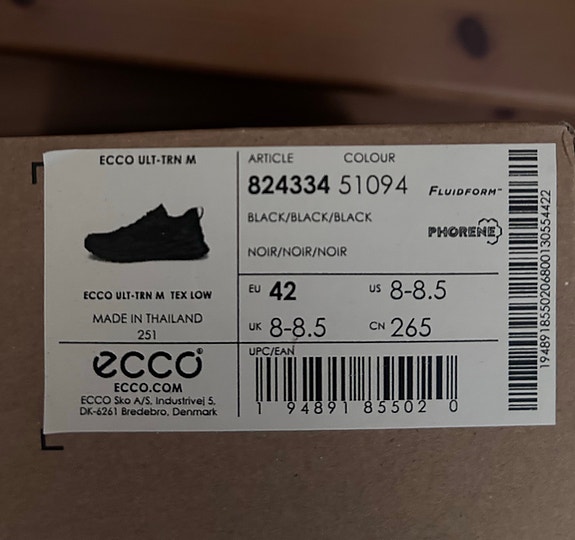 ECCO ULT-TRN M
ECCO ULT-TRN M TEX LOW
MADE IN THAILAND
251
ecco®
ECCO.COM
ECCO Sko A/S, Industrivej 5,
DK-6261 Bredebro, Denmark
ARTICLE COLOUR
824334 51094
BLACK/BLACK/BLACK
NOIR/NOIR/NOIR
FLUIDFORM™
PHORENE
EU 42 US 8-8.5
UK 8-8.5 CN 265
UPC/EAN
1 94891 85502 0
1948918550206800130554422